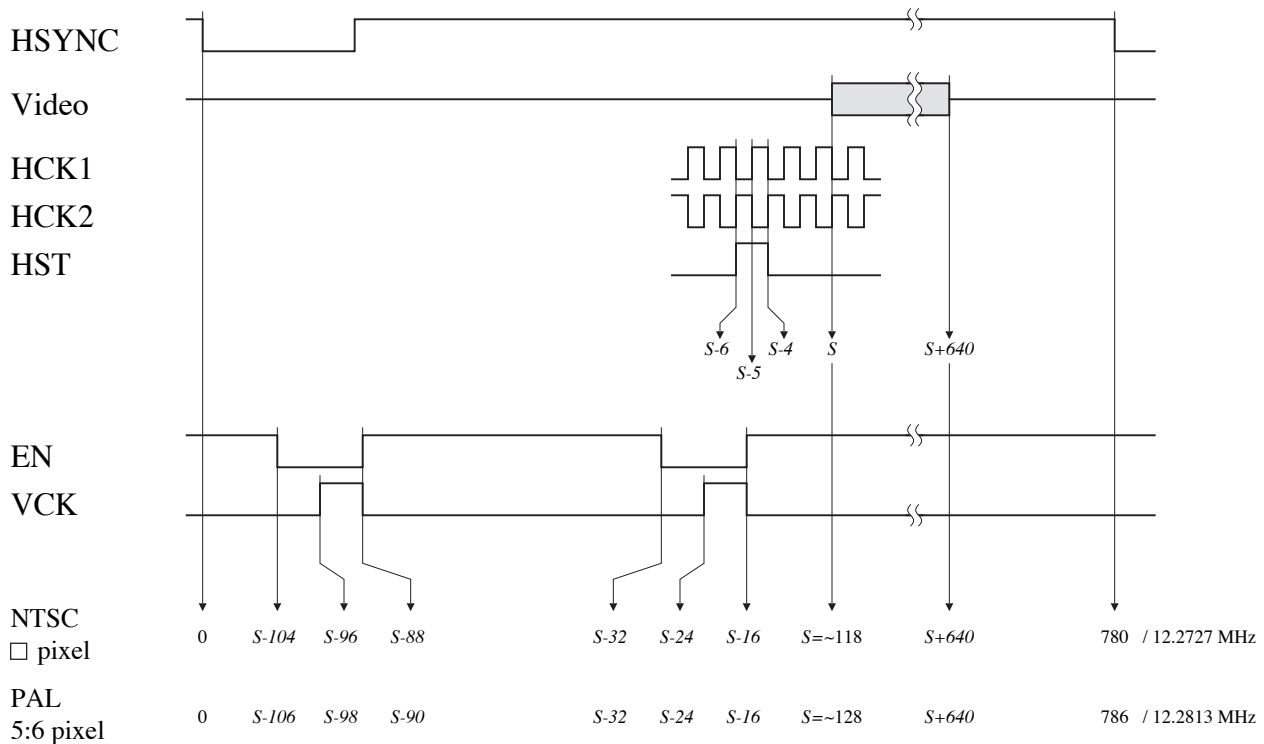 HSYNC
Video
HCK1
HCK2
HST
S-6 S-4 S S+640
S-5
EN
VCK
NTSC
□ pixel
0 S-104 S-96 S-88 S-32 S-24 S-16 S=~118 S+640 780 / 12.2727 MHz
PAL
5:6 pixel
0 S-106 S-98 S-90 S-32 S-24 S-16 S=~128 S+640 786 / 12.2813 MHz